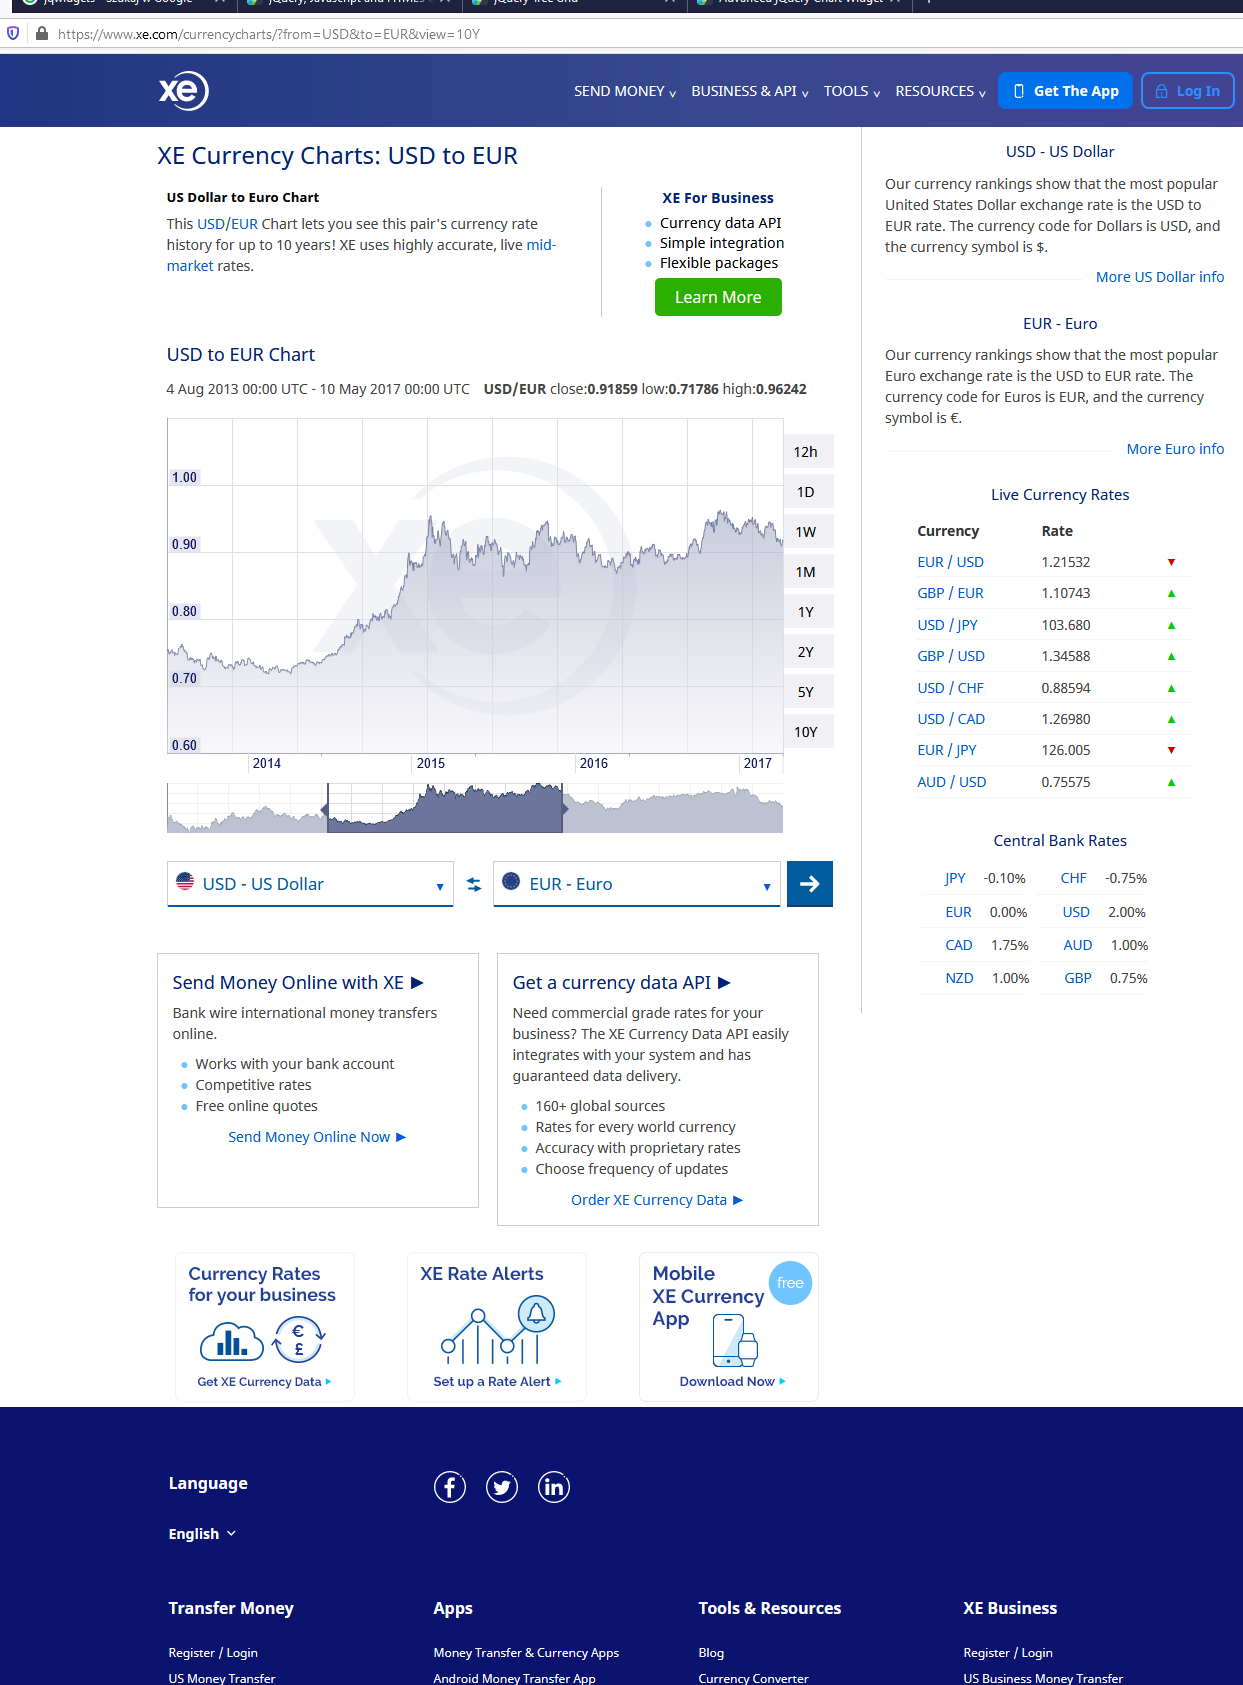 https://www.xe.com/currencycharts/?from=USD&to=EUR&view=10Y
xe
SEND MONEY
BUSINESS & API
TOOLS
RESOURCES
Get The App
Log In
XE Currency Charts: USD to EUR
US Dollar to Euro Chart
This USD/EUR Chart lets you see this pair's currency rate
history for up to 10 years! XE uses highly accurate, live mid-
market rates.
XE For Business
Currency data API
Simple integration
Flexible packages
Learn More
USD to EUR Chart
4 Aug 2013 00:00 UTC - 10 May 2017 00:00 UTC USD/EUR close:0.91859 low:0.71786 high:0.96242
1.00
0.90
0.80
0.70
0.60
xe
2014
2015
2016
2017
12h
1D
1W
1M
1Y
2Y
5Y
10Y
USD - US Dollar
EUR - Euro
Send Money Online with XE ►
Bank wire international money transfers
online.
Works with your bank account
Competitive rates
Free online quotes
Send Money Online Now ►
Get a currency data API ►
Need commercial grade rates for your
business? The XE Currency Data API easily
integrates with your system and has
guaranteed data delivery.
160+ global sources
Rates for every world currency
Accuracy with proprietary rates
Choose frequency of updates
Order XE Currency Data ►
Currency Rates
for your business
€
£
Get XE Currency Data
XE Rate Alerts
Set up a Rate Alert
Mobile
XE Currency
App
free
Download Now
USD - US Dollar
Our currency rankings show that the most popular
United States Dollar exchange rate is the USD to
EUR rate. The currency code for Dollars is USD, and
the currency symbol is $.
More US Dollar info
EUR - Euro
Our currency rankings show that the most popular
Euro exchange rate is the USD to EUR rate. The
currency code for Euros is EUR, and the currency
symbol is €.
More Euro info
Live Currency Rates
Currency Rate
EUR / USD 1.21532 ▼
GBP / EUR 1.10743 ▲
USD / JPY 103.680 ▲
GBP / USD 1.34588 ▲
USD / CHF 0.88594 ▲
USD / CAD 1.26980 ▲
EUR / JPY 126.005 ▼
AUD / USD 0.75575 ▲
Central Bank Rates
JPY -0.10% CHF -0.75%
EUR 0.00% USD 2.00%
CAD 1.75% AUD 1.00%
NZD 1.00% GBP 0.75%
Language
English
Transfer Money
Register / Login
US Money Transfer
Apps
Money Transfer & Currency Apps
Android Money Transfer App
Tools & Resources
Blog
Currency Converter
XE Business
Register / Login
US Business Money Transfer